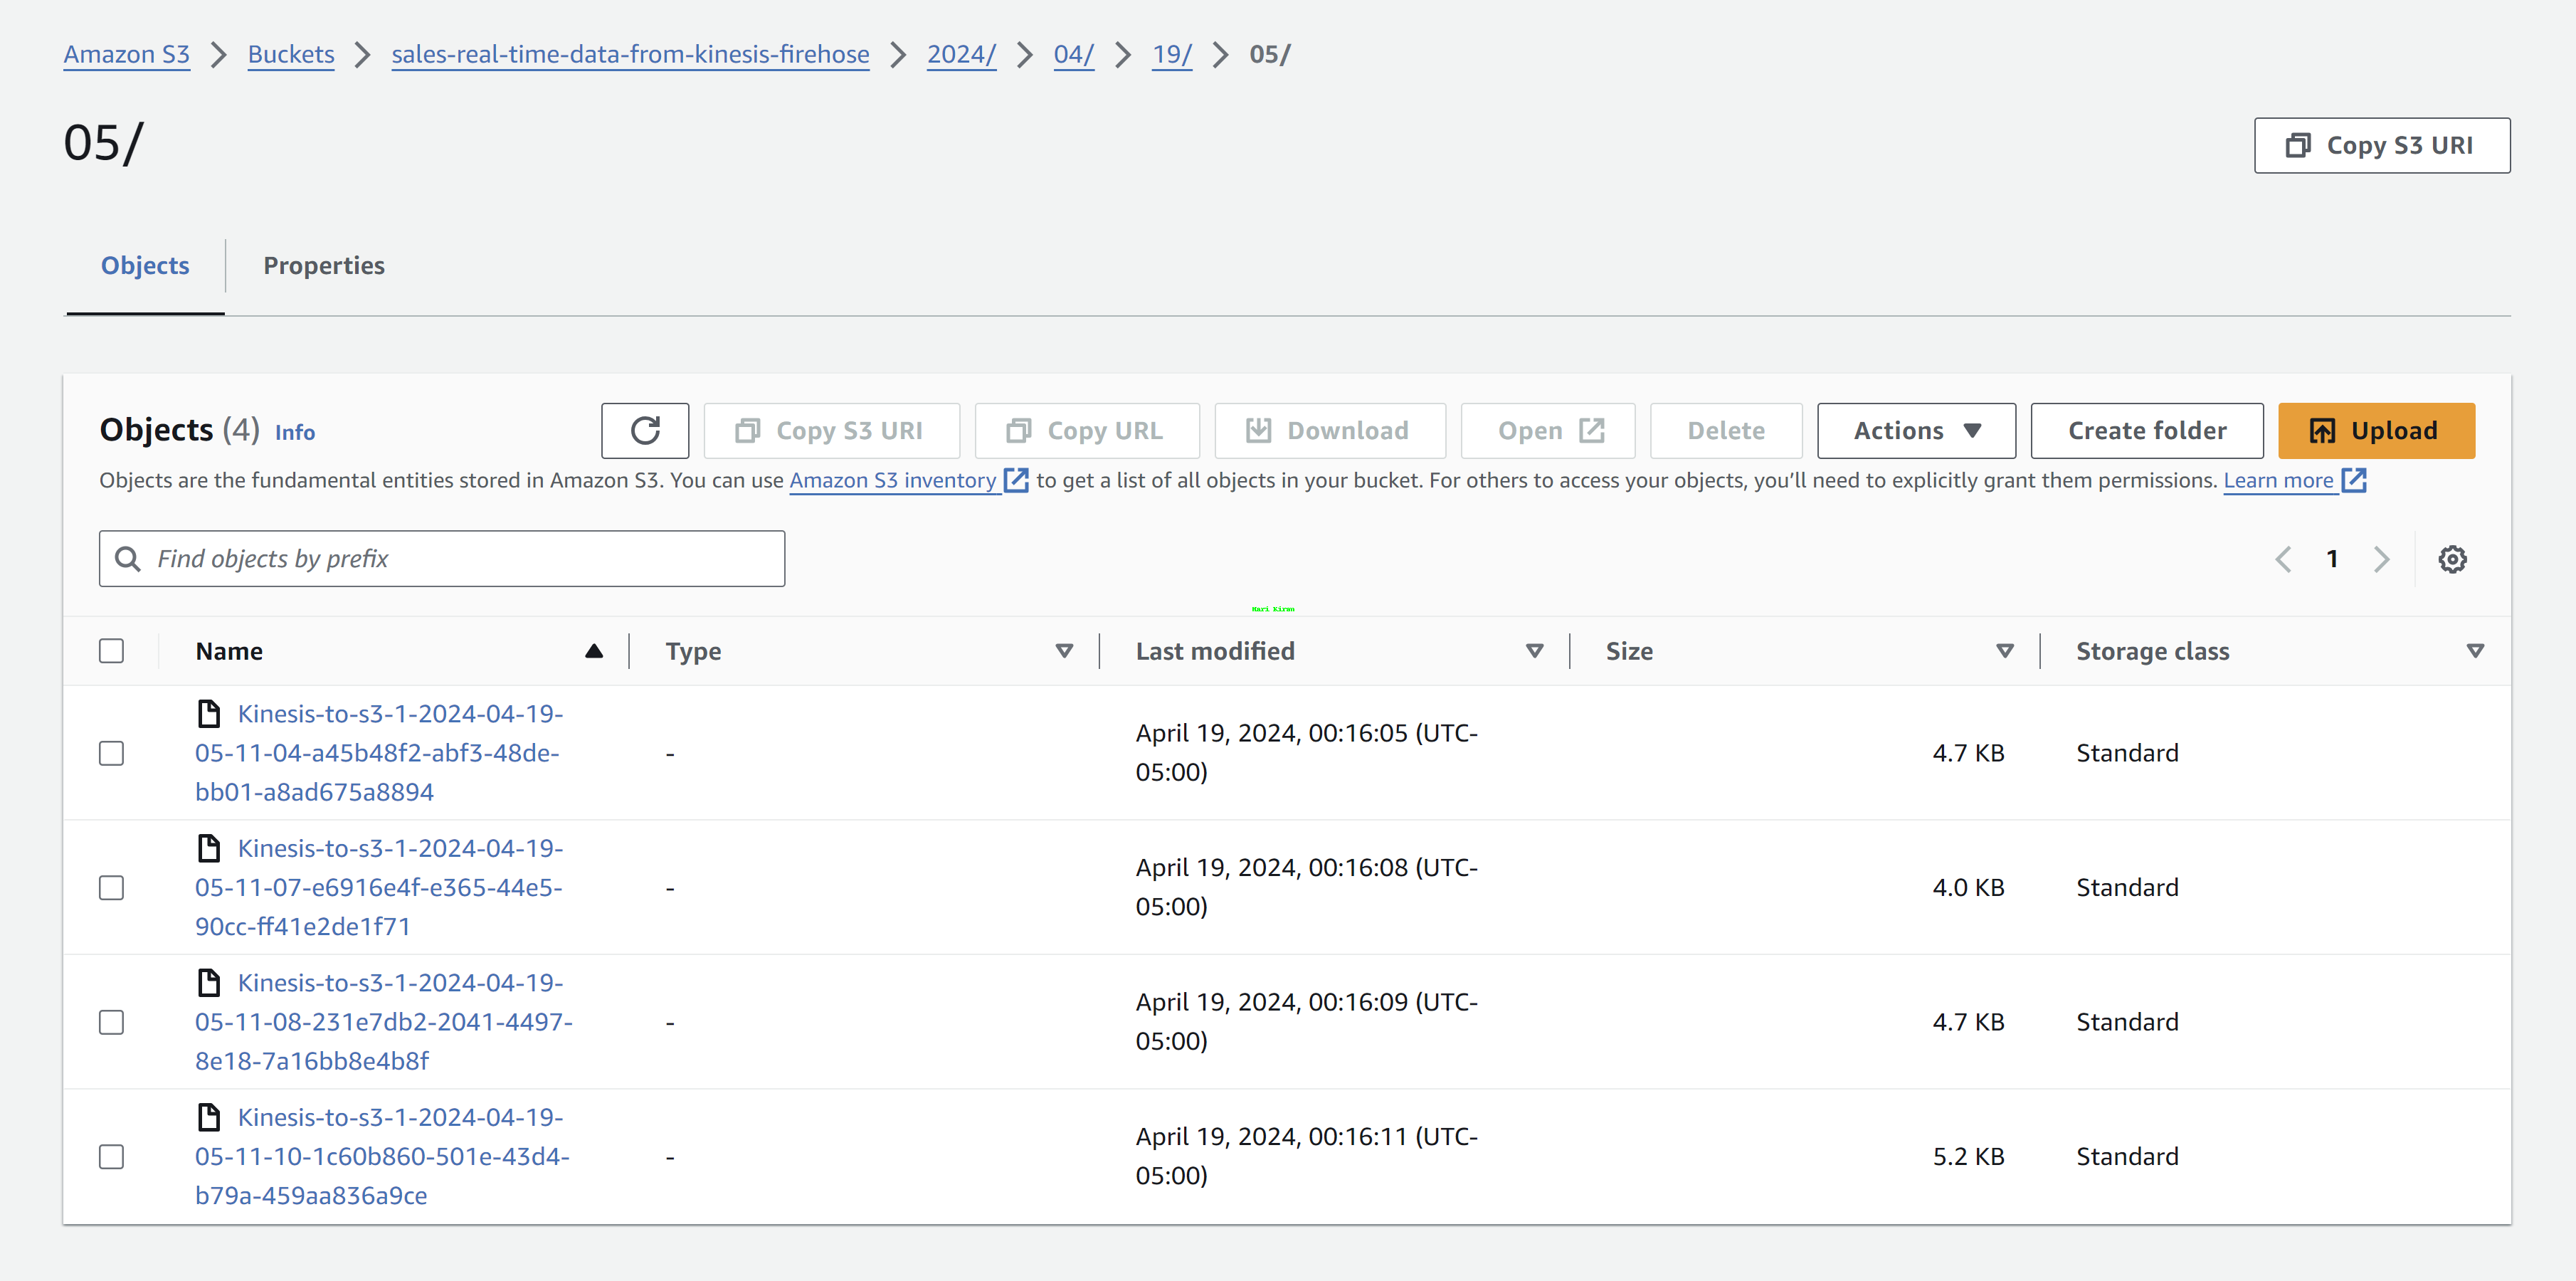 Amazon S3 > Buckets > sales-real-time-data-from-kinesis-firehose > 2024/ > 04/ > 19/ > 05/
05/
Copy S3 URI
Objects
Properties
Objects (4) Info
Copy S3 URI
Copy URL
Download
Open
Delete
Actions
Create folder
Upload
Objects are the fundamental entities stored in Amazon S3. You can use Amazon S3 inventory to get a list of all objects in your bucket. For others to access your objects, you’ll need to explicitly grant them permissions. Learn more
Find objects by prefix
1
Name Type Last modified Size Storage class
Kinesis-to-s3-1-2024-04-19-
05-11-04-a45b48f2-abf3-48de-
bb01-a8ad675a8894
-
April 19, 2024, 00:16:05 (UTC-
05:00)
4.7 KB
Standard
Kinesis-to-s3-1-2024-04-19-
05-11-07-e6916e4f-e365-44e5-
90cc-ff41e2de1f71
-
April 19, 2024, 00:16:08 (UTC-
05:00)
4.0 KB
Standard
Kinesis-to-s3-1-2024-04-19-
05-11-08-231e7db2-2041-4497-
8e18-7a16bb8e4b8f
-
April 19, 2024, 00:16:09 (UTC-
05:00)
4.7 KB
Standard
Kinesis-to-s3-1-2024-04-19-
05-11-10-1c60b860-501e-43d4-
b79a-459aa836a9ce
-
April 19, 2024, 00:16:11 (UTC-
05:00)
5.2 KB
Standard